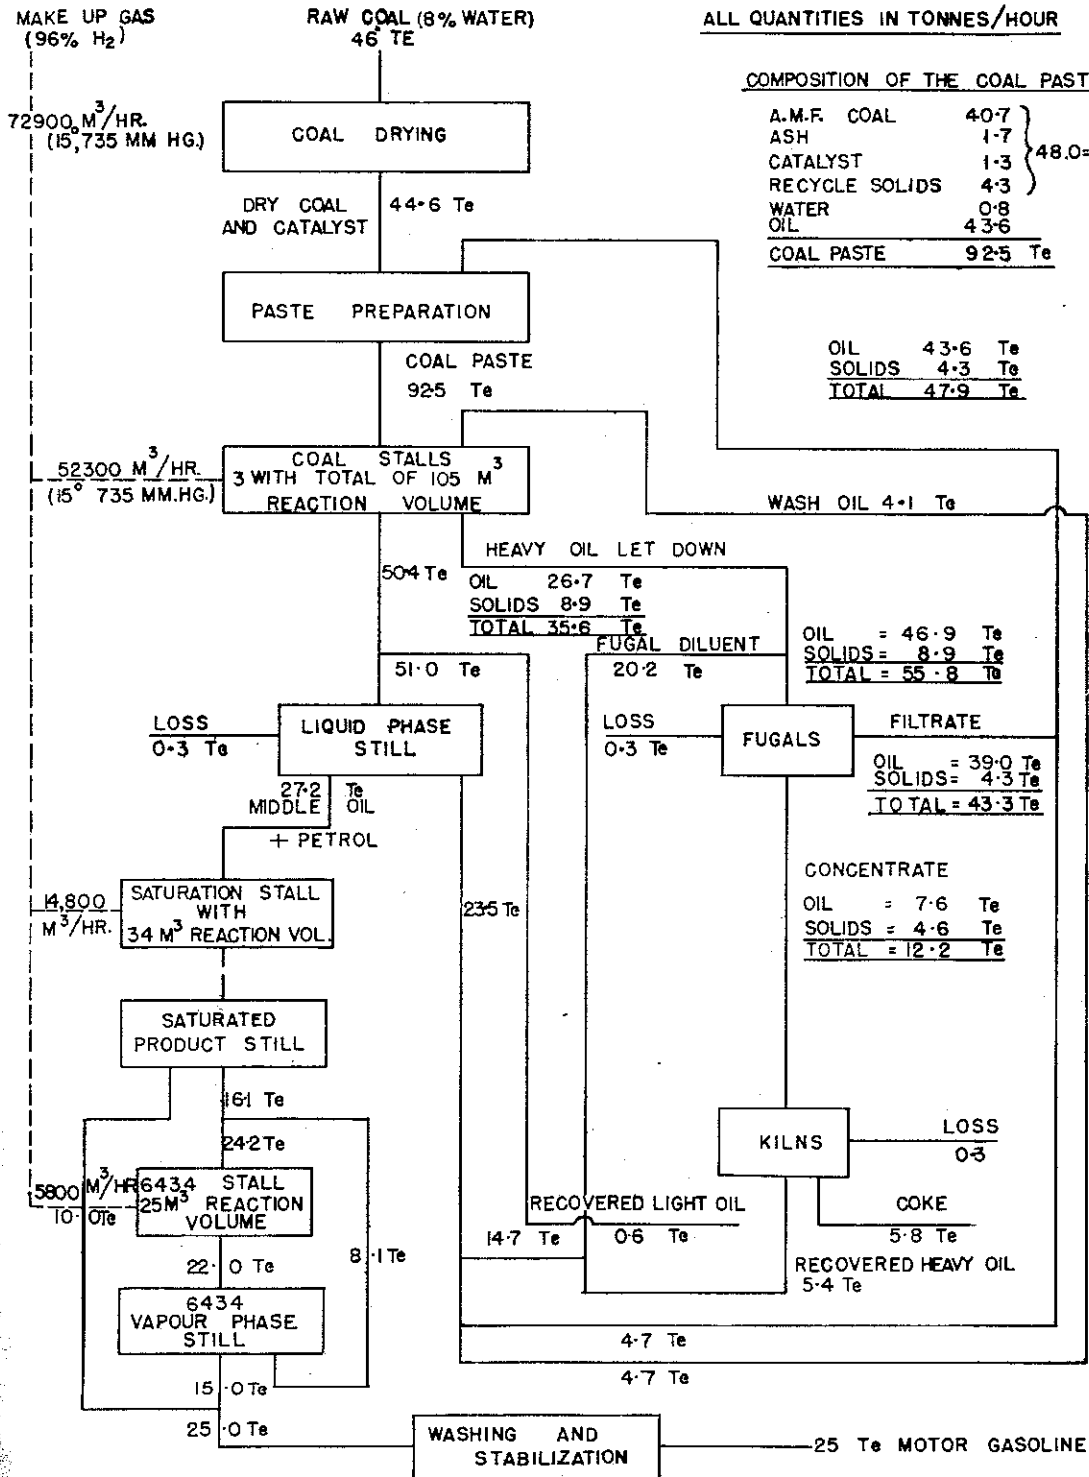 MAKE UP GAS
(96% H₂)
RAW COAL (8% WATER)
46 TE
ALL QUANTITIES IN TONNES/HOUR
COMPOSITION OF THE COAL PAST
A.M.F. COAL 40·7
ASH 1·7
CATALYST 1·3
RECYCLE SOLIDS 4·3
48.0=
WATER 0·8
OIL 43·6
COAL PASTE 92·5 Te
72900 M³/HR.
(15°,735 MM HG.)
COAL DRYING
DRY COAL
AND CATALYST
44·6 Te
PASTE PREPARATION
COAL PASTE
92·5 Te
OIL 43·6 Te
SOLIDS 4·3 Te
TOTAL 47·9 Te
52300 M³/HR.
(15° 735 MM.HG.)
COAL STALLS
3 WITH TOTAL OF 105 M³
REACTION VOLUME
WASH OIL 4·1 Te
HEAVY OIL LET DOWN
50·4 Te
OIL 26·7 Te
SOLIDS 8·9 Te
TOTAL 35·6 Te
FUGAL DILUENT
20·2 Te
51·0 Te
OIL = 46·9 Te
SOLIDS = 8·9 Te
TOTAL = 55·8 Te
LOSS
0·3 Te
LIQUID PHASE
STILL
LOSS
0·3 Te
FUGALS
FILTRATE
OIL = 39·0 Te
SOLIDS = 4·3 Te
TOTAL = 43·3 Te
27·2 Te
MIDDLE OIL
+ PETROL
CONCENTRATE
OIL = 7·6 Te
SOLIDS = 4·6 Te
TOTAL = 12·2 Te
14,800
M³/HR.
SATURATION STALL
WITH
34 M³ REACTION VOL.
23·5 Te
SATURATED
PRODUCT STILL
16·1 Te
24·2 Te
KILNS
LOSS
0·3
5800 M³/HR
10·0 Te
6434 STALL
25 M³ REACTION
VOLUME
RECOVERED LIGHT OIL
0·6 Te
COKE
5·8 Te
14·7 Te
8·1 Te
22·0 Te
RECOVERED HEAVY OIL
5·4 Te
6434
VAPOUR PHASE
STILL
4·7 Te
4·7 Te
15·0 Te
25·0 Te
WASHING AND
STABILIZATION
25 Te MOTOR GASOLINE